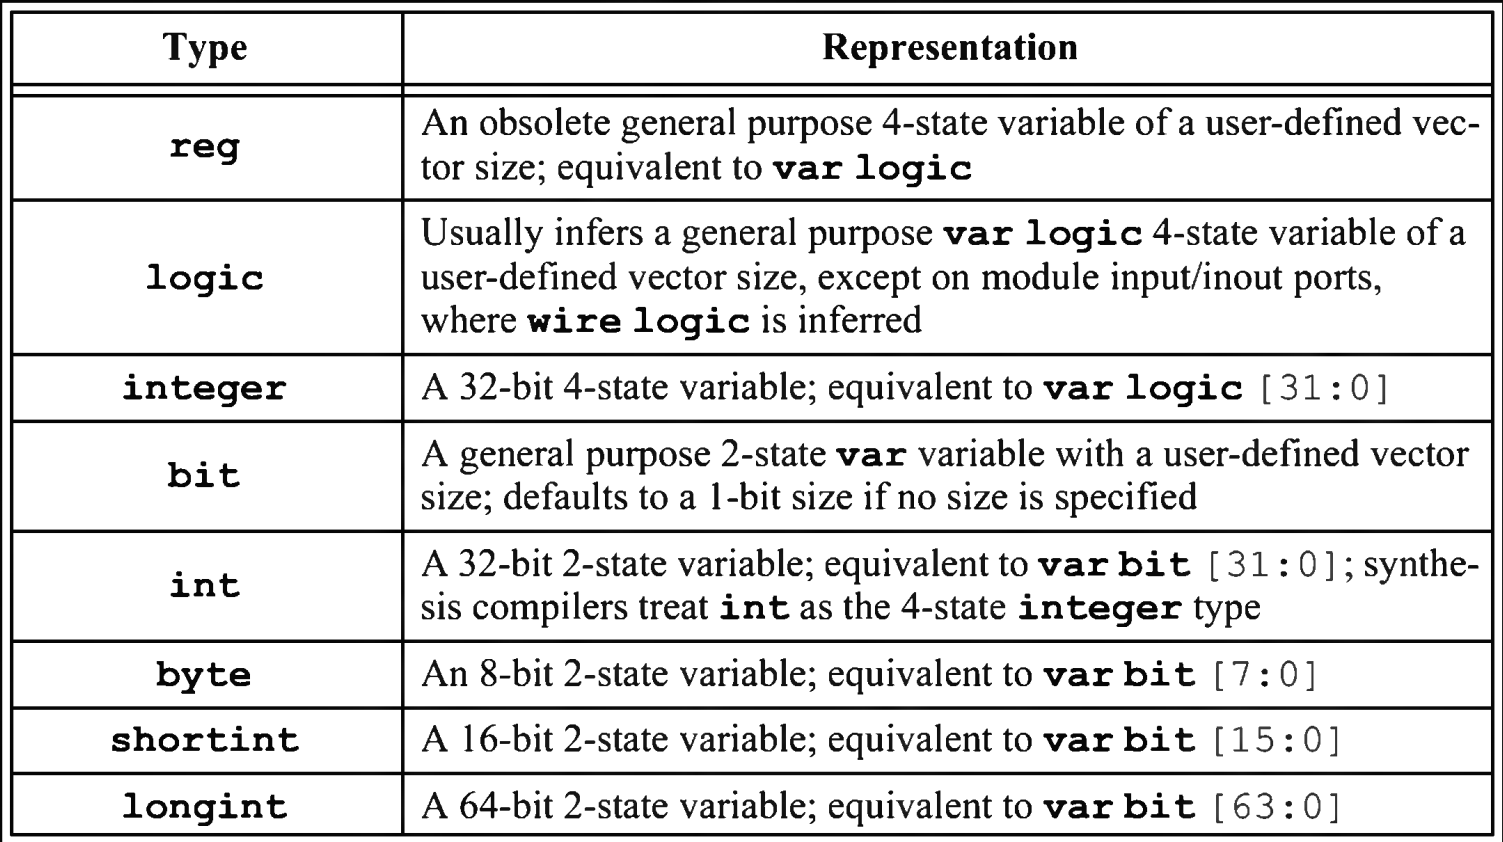 Type Representation
reg
An obsolete general purpose 4-state variable of a user-defined vec-
tor size; equivalent to var logic
logic
Usually infers a general purpose var logic 4-state variable of a
user-defined vector size, except on module input/inout ports,
where wire logic is inferred
integer
A 32-bit 4-state variable; equivalent to var logic [31:0]
bit
A general purpose 2-state var variable with a user-defined vector
size; defaults to a 1-bit size if no size is specified
int
A 32-bit 2-state variable; equivalent to var bit [31:0]; synthe-
sis compilers treat int as the 4-state integer type
byte
An 8-bit 2-state variable; equivalent to var bit [7:0]
shortint
A 16-bit 2-state variable; equivalent to var bit [15:0]
longint
A 64-bit 2-state variable; equivalent to var bit [63:0]